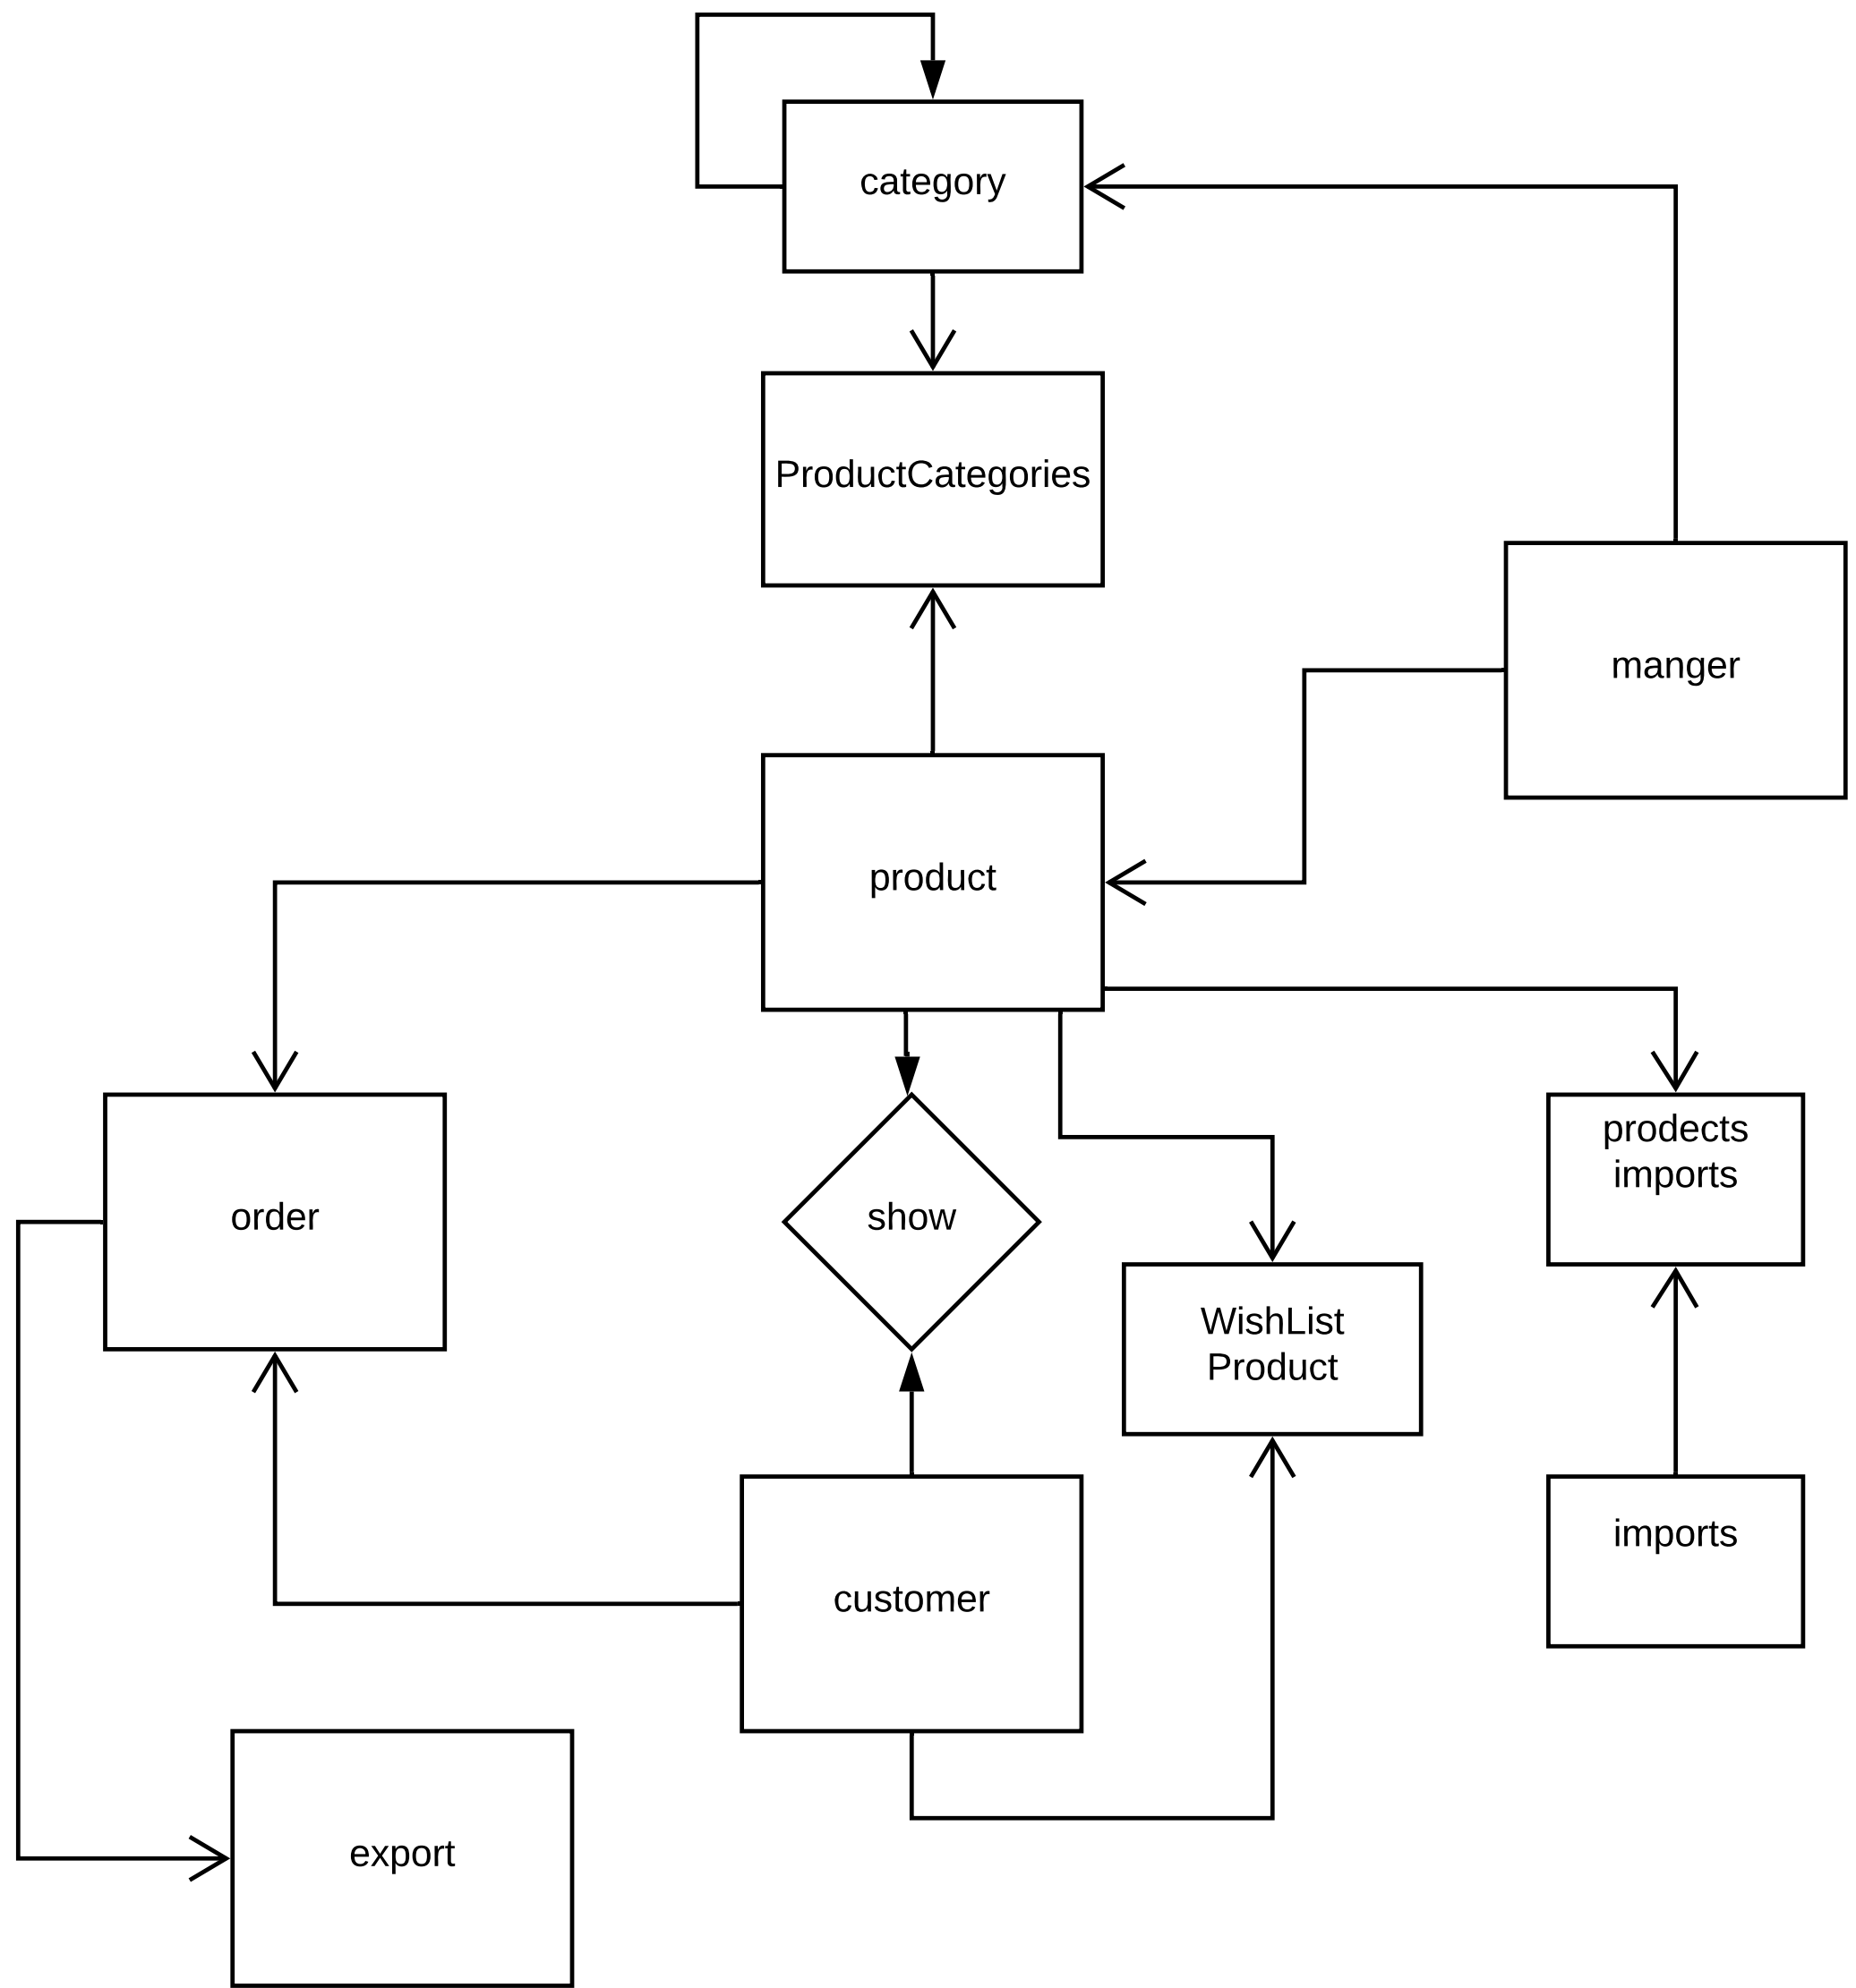 category
ProductCategories
manger
product
prodects
imports
order
show
WishList
Product
imports
customer
export